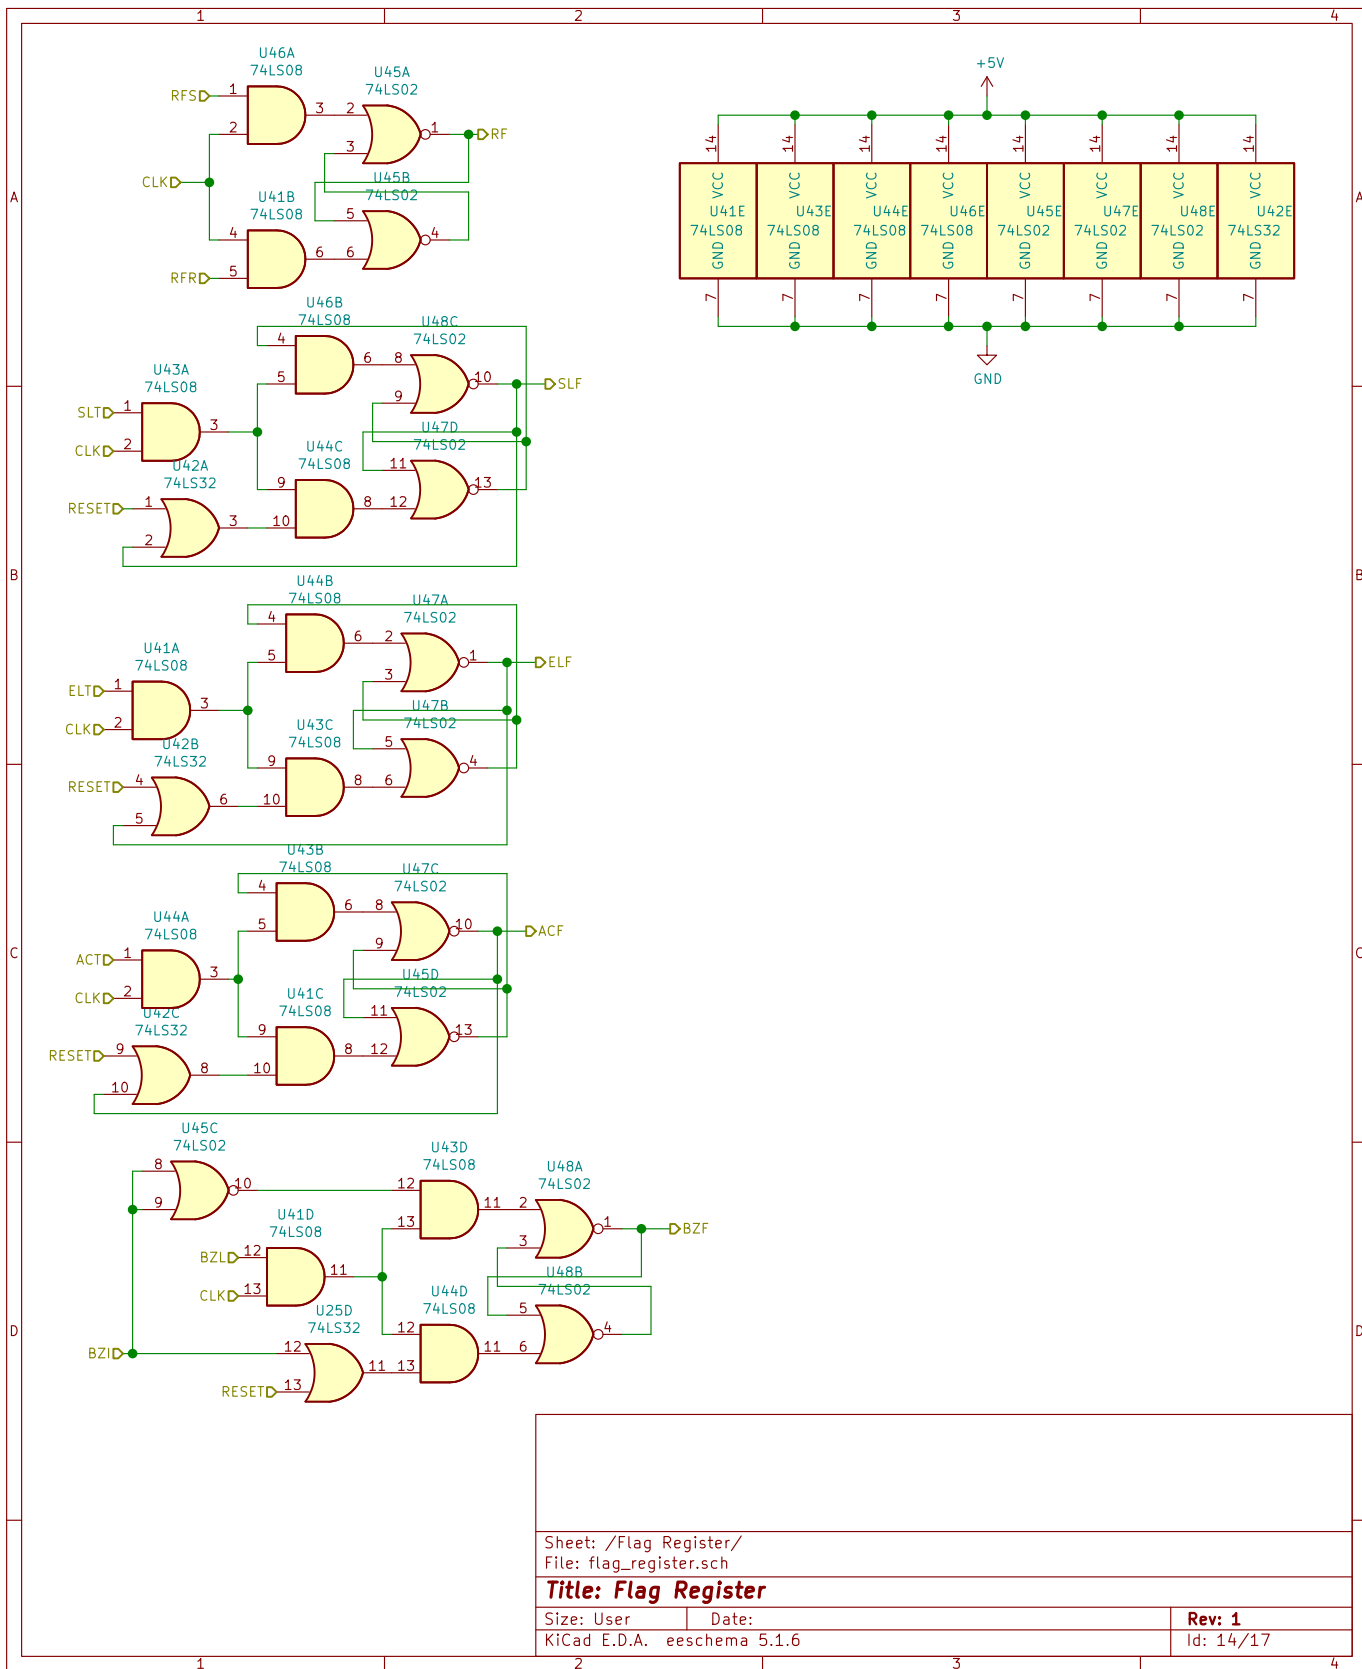 1
2
3
4
A
B
C
D
A
B
C
D
U46A
74LS08
RFS
1
2
3
CLK
U45A
74LS02
2
3
1
RF
U41B
74LS08
4
5
6
RFR
U45B
74LS02
5
6
4
+5V
14 14 14 14 14 14 14 14
VCC VCC VCC VCC VCC VCC VCC VCC
U41E U43E U44E U46E U45E U47E U48E U42E
74LS08 74LS08 74LS08 74LS08 74LS02 74LS02 74LS02 74LS32
GND GND GND GND GND GND GND GND
7 7 7 7 7 7 7 7
GND
U46B
74LS08
4
5
6
U48C
74LS02
8
9
10
SLF
U43A
74LS08
SLT
1
CLK
2
3
U44C
74LS08
9
10
8
U47D
74LS02
11
12
13
U42A
74LS32
RESET
1
2
3
U44B
74LS08
4
5
6
U47A
74LS02
2
3
1
ELF
U41A
74LS08
ELT
1
CLK
2
3
U43C
74LS08
9
10
8
U47B
74LS02
5
6
4
U42B
74LS32
RESET
4
5
6
U43B
74LS08
4
5
6
U47C
74LS02
8
9
10
ACF
U44A
74LS08
ACT
1
CLK
2
3
U41C
74LS08
9
10
8
U45D
74LS02
11
12
13
U42C
74LS32
RESET
9
10
8
U45C
74LS02
8
9
10
U43D
74LS08
12
13
11
U48A
74LS02
2
3
1
BZF
U41D
74LS08
BZL
12
CLK
13
11
U44D
74LS08
12
13
11
U48B
74LS02
5
6
4
U25D
74LS32
BZI
12
RESET
13
11
Sheet: /Flag Register/
File: flag_register.sch
Title: Flag Register
Size: User
Date:
Rev: 1
KiCad E.D.A. eeschema 5.1.6
Id: 14/17
1
2
3
4